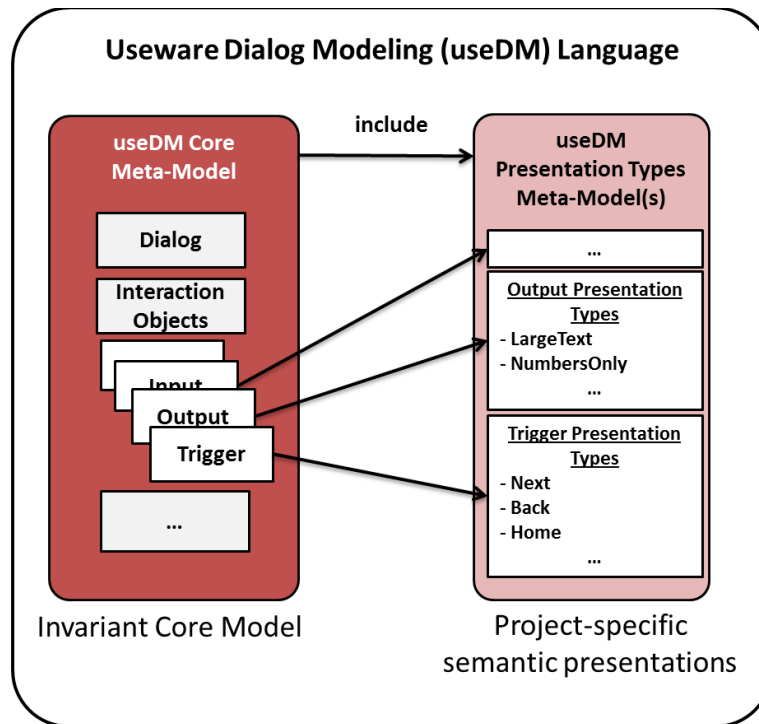 Useware Dialog Modeling (useDM) Language
useDM Core
Meta-Model
Dialog
Interaction
Objects
Input
Output
Trigger
...
Invariant Core Model
include
useDM
Presentation Types
Meta-Model(s)
...
Output Presentation
Types
- LargeText
- NumbersOnly
...
Trigger Presentation
Types
- Next
- Back
- Home
...
Project-specific
semantic presentations